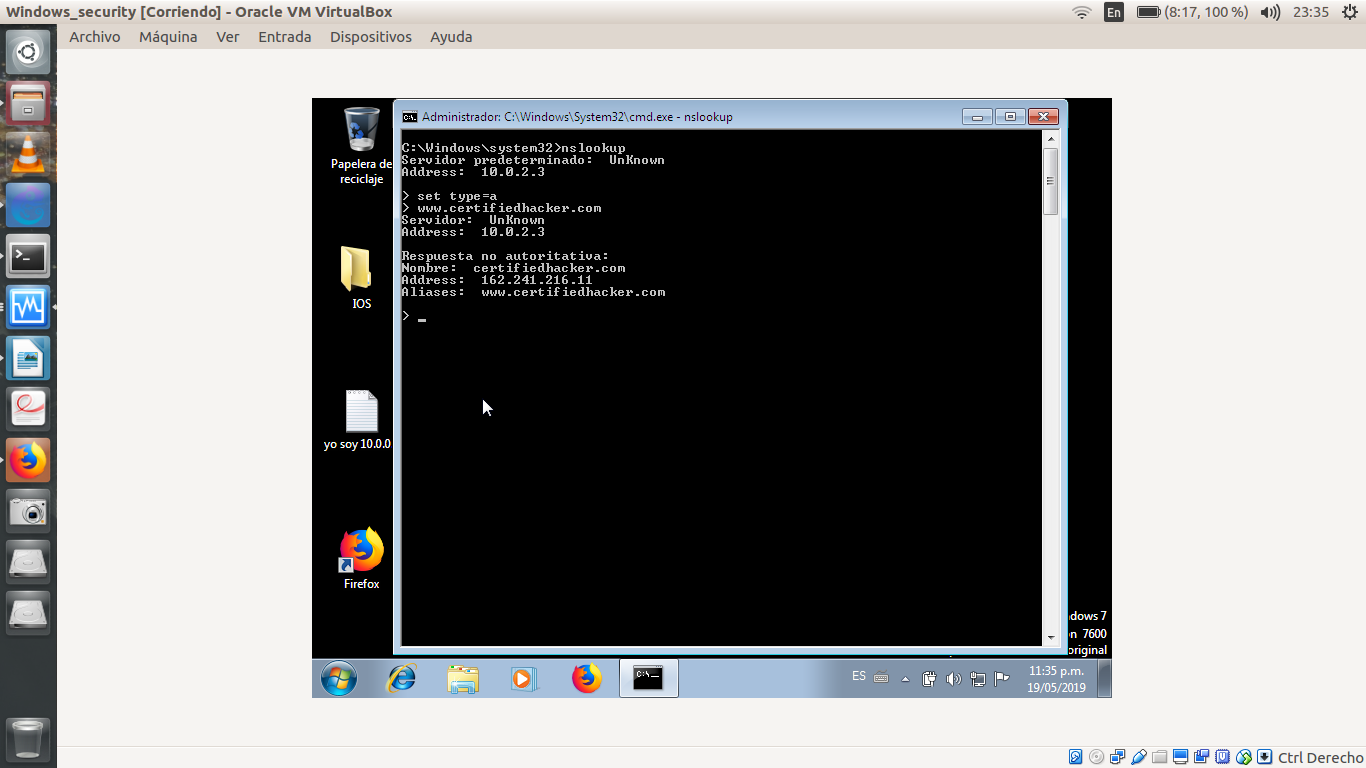 Windows_security [Corriendo] - Oracle VM VirtualBox
En
(8:17, 100 %)
23:35
Archivo Máquina Ver Entrada Dispositivos Ayuda
Papelera de
reciclaje
IOS
yo soy 10.0.0
Firefox
Administrador: C:\Windows\System32\cmd.exe - nslookup
C:\Windows\system32>nslookup
Servidor predeterminado:  UnKnown
Address:  10.0.2.3
> set type=a
> www.certifiedhacker.com
Servidor:  UnKnown
Address:  10.0.2.3
Respuesta no autoritativa:
Nombre:  certifiedhacker.com
Address:  162.241.216.11
Aliases:  www.certifiedhacker.com
> _
dows 7
n 7600
original
ES
11:35 p.m.
19/05/2019
Ctrl Derecho